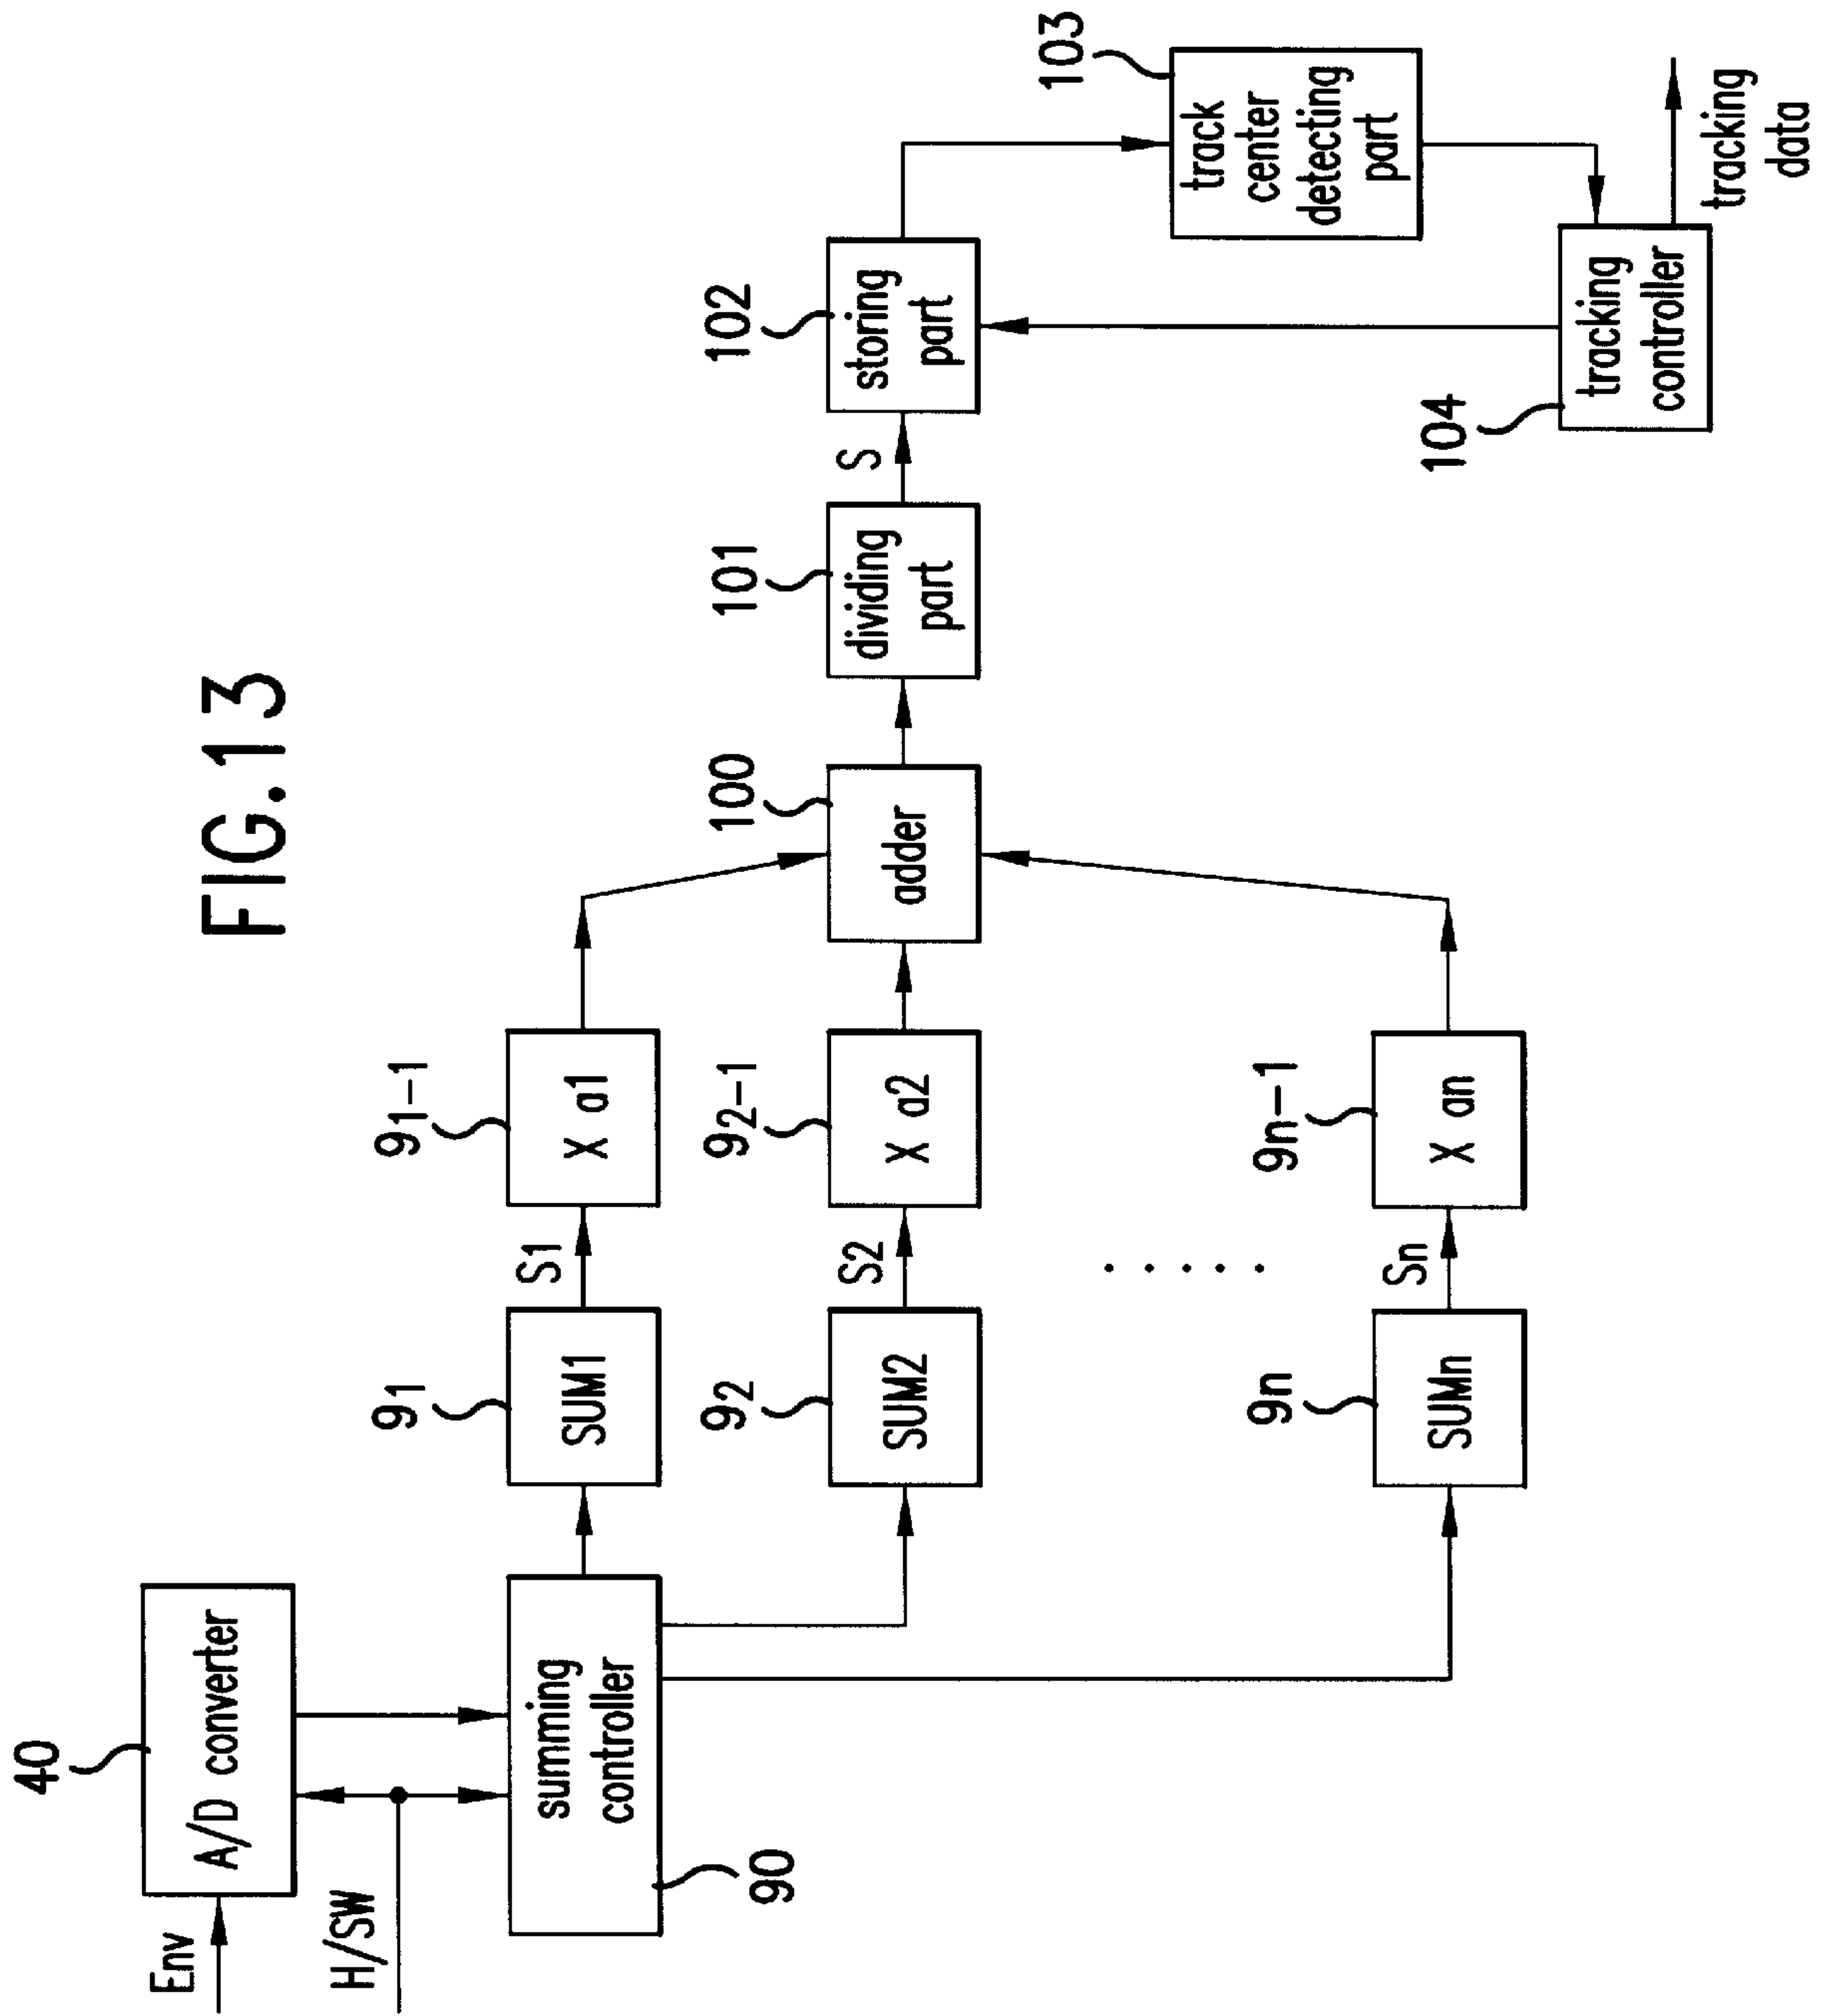 FIG.13
Env
40
A/D converter
H/SW
summing
controller
90
91
SUM1
S1
91-1
X a1
92
SUM2
S2
92-1
X a2
.....
9n
SUMn
Sn
9n-1
X an
100
adder
101
dividing
part
S
102
storing
part
103
track
center
detecting
part
104
tracking
controller
tracking
data